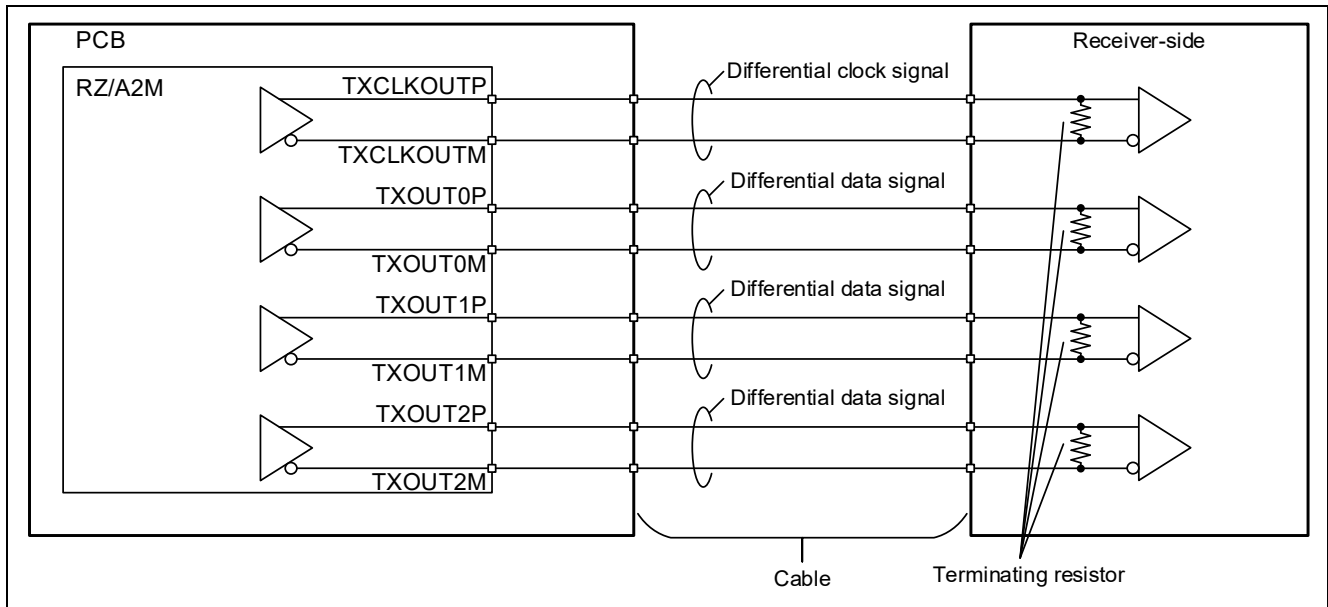 PCB
Receiver-side
RZ/A2M
TXCLKOUTP
Differential clock signal
TXCLKOUTM
TXOUT0P
Differential data signal
TXOUT0M
TXOUT1P
Differential data signal
TXOUT1M
TXOUT2P
Differential data signal
TXOUT2M
Cable
Terminating resistor